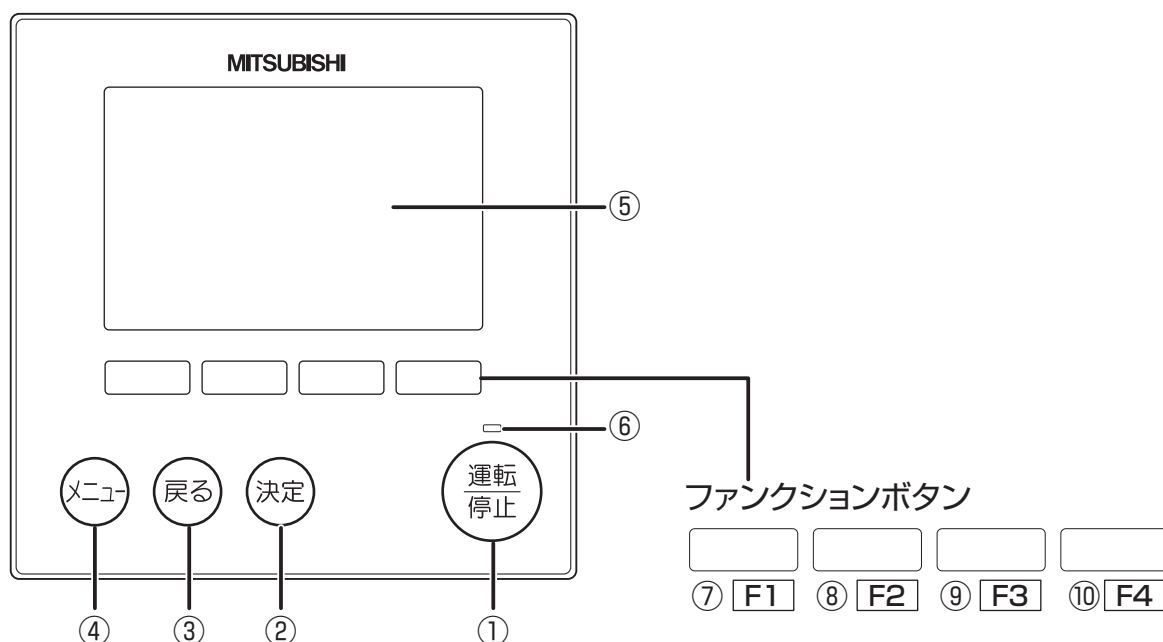 MITSUBISHI
⑤
⑥
メニュー
戻る
決定
運転
停止
ファンクションボタン
⑦ F1 ⑧ F2 ⑨ F3 ⑩ F4
④ ③ ② ①